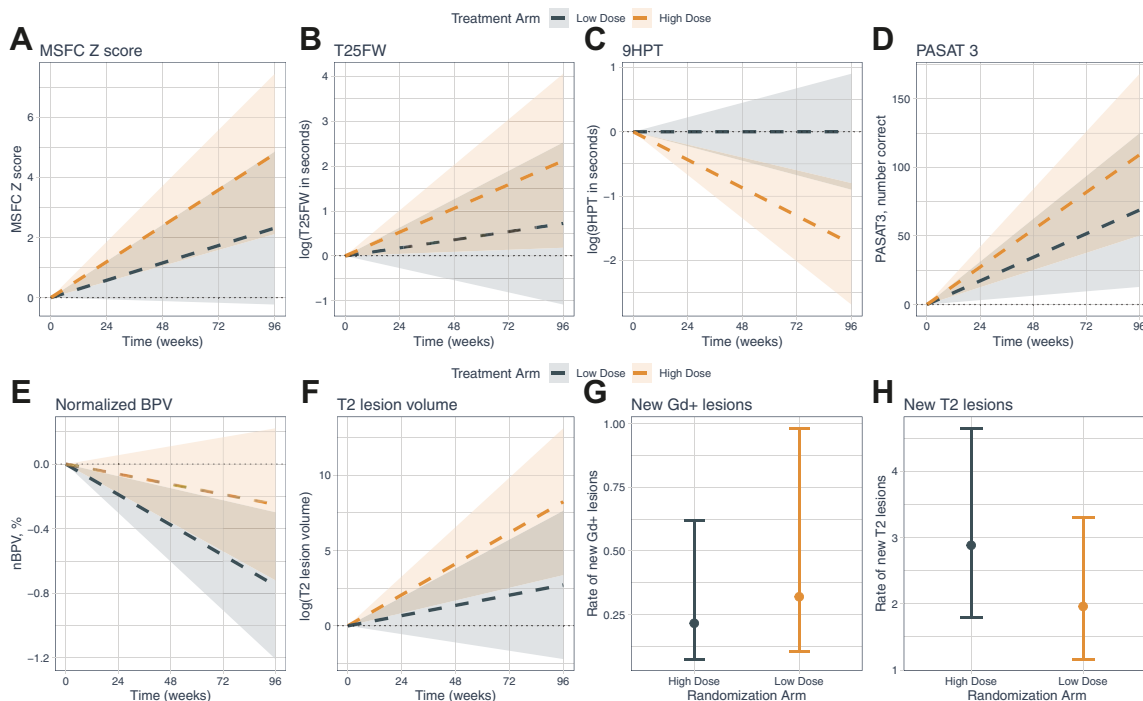 Treatment Arm Low Dose High Dose
A MSFC Z score
MSFC Z score
6
4
2
0
0 24 48 72 96
Time (weeks)
B T25FW
log(T25FW in seconds)
4
3
2
1
0
−1
0 24 48 72 96
Time (weeks)
C 9HPT
log(9HPT in seconds)
1
0
−1
−2
0 24 48 72 96
Time (weeks)
D PASAT 3
PASAT3, number correct
150
100
50
0
0 24 48 72 96
Time (weeks)
Treatment Arm Low Dose High Dose
E Normalized BPV
nBPV, %
0.0
−0.4
−0.8
−1.2
0 24 48 72 96
Time (weeks)
F T2 lesion volume
log(T2 lesion volume)
10
5
0
0 24 48 72 96
Time (weeks)
G New Gd+ lesions
Rate of new Gd+ lesions
1.00
0.75
0.50
0.25
High Dose Low Dose
Randomization Arm
H New T2 lesions
Rate of new T2 lesions
4
3
2
1
High Dose Low Dose
Randomization Arm